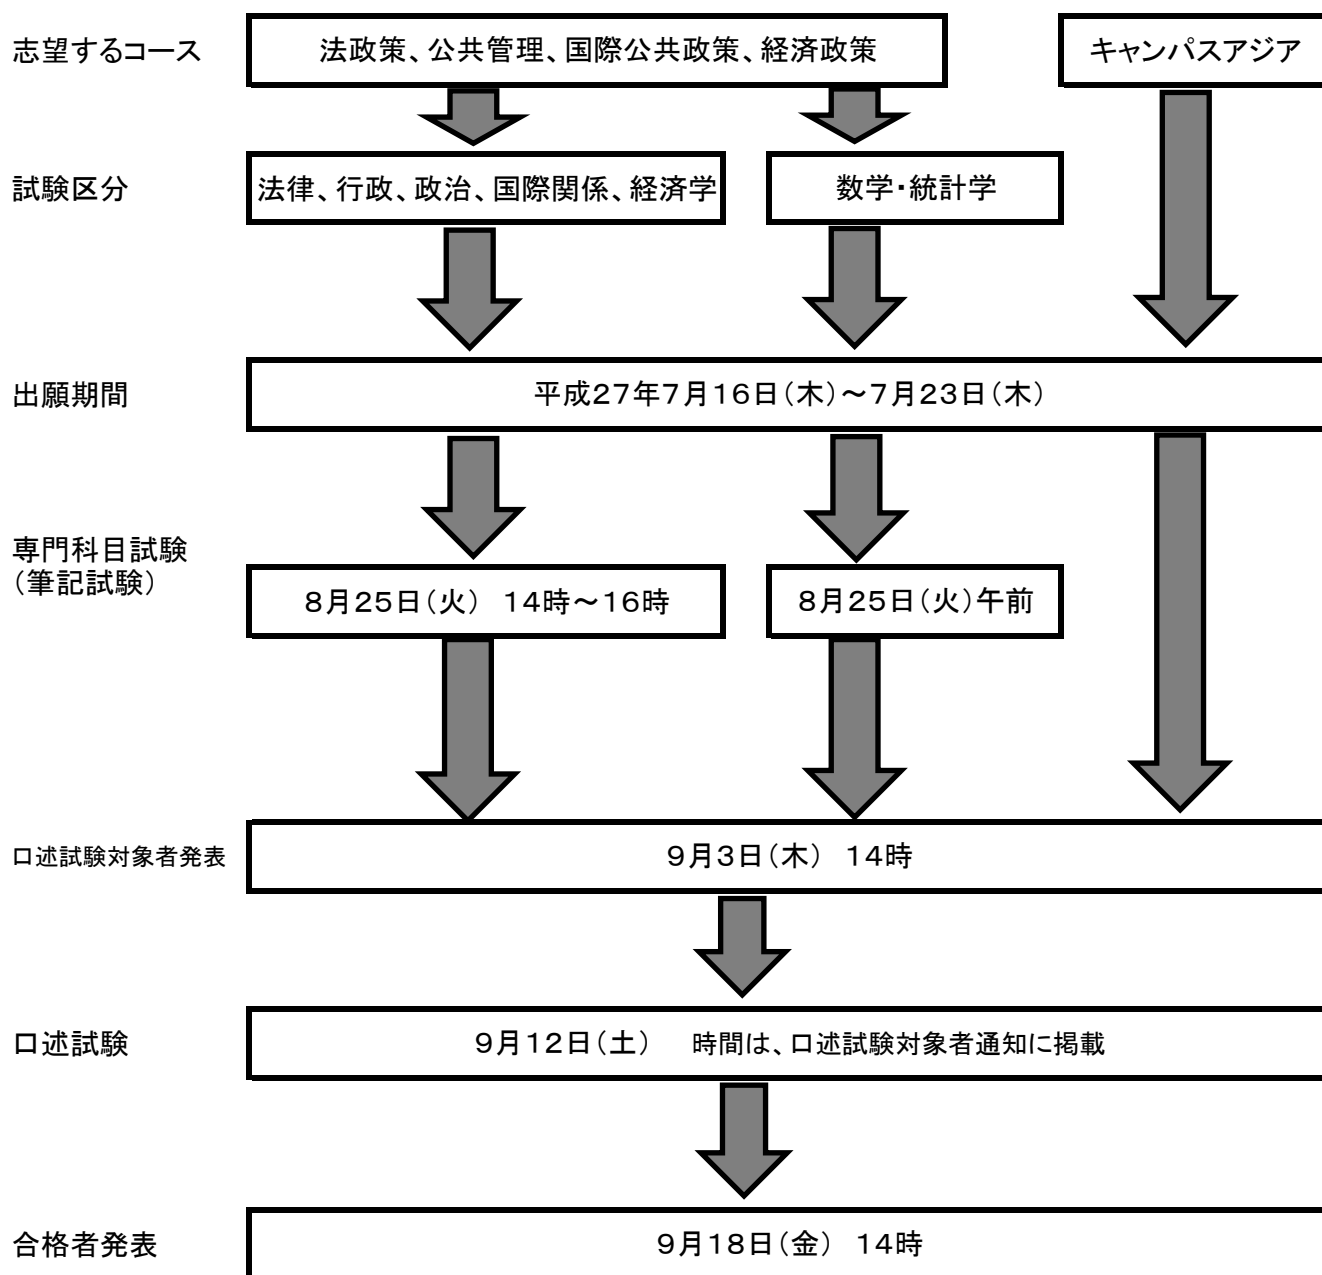 志望するコース
法政策、公共管理、国際公共政策、経済政策
キャンパスアジア
試験区分
法律、行政、政治、国際関係、経済学
数学・統計学
出願期間
平成27年7月16日(木)~7月23日(木)
専門科目試験
(筆記試験)
8月25日(火) 14時~16時
8月25日(火)午前
口述試験対象者発表
9月3日(木) 14時
口述試験
9月12日(土) 時間は、口述試験対象者通知に掲載
合格者発表
9月18日(金) 14時